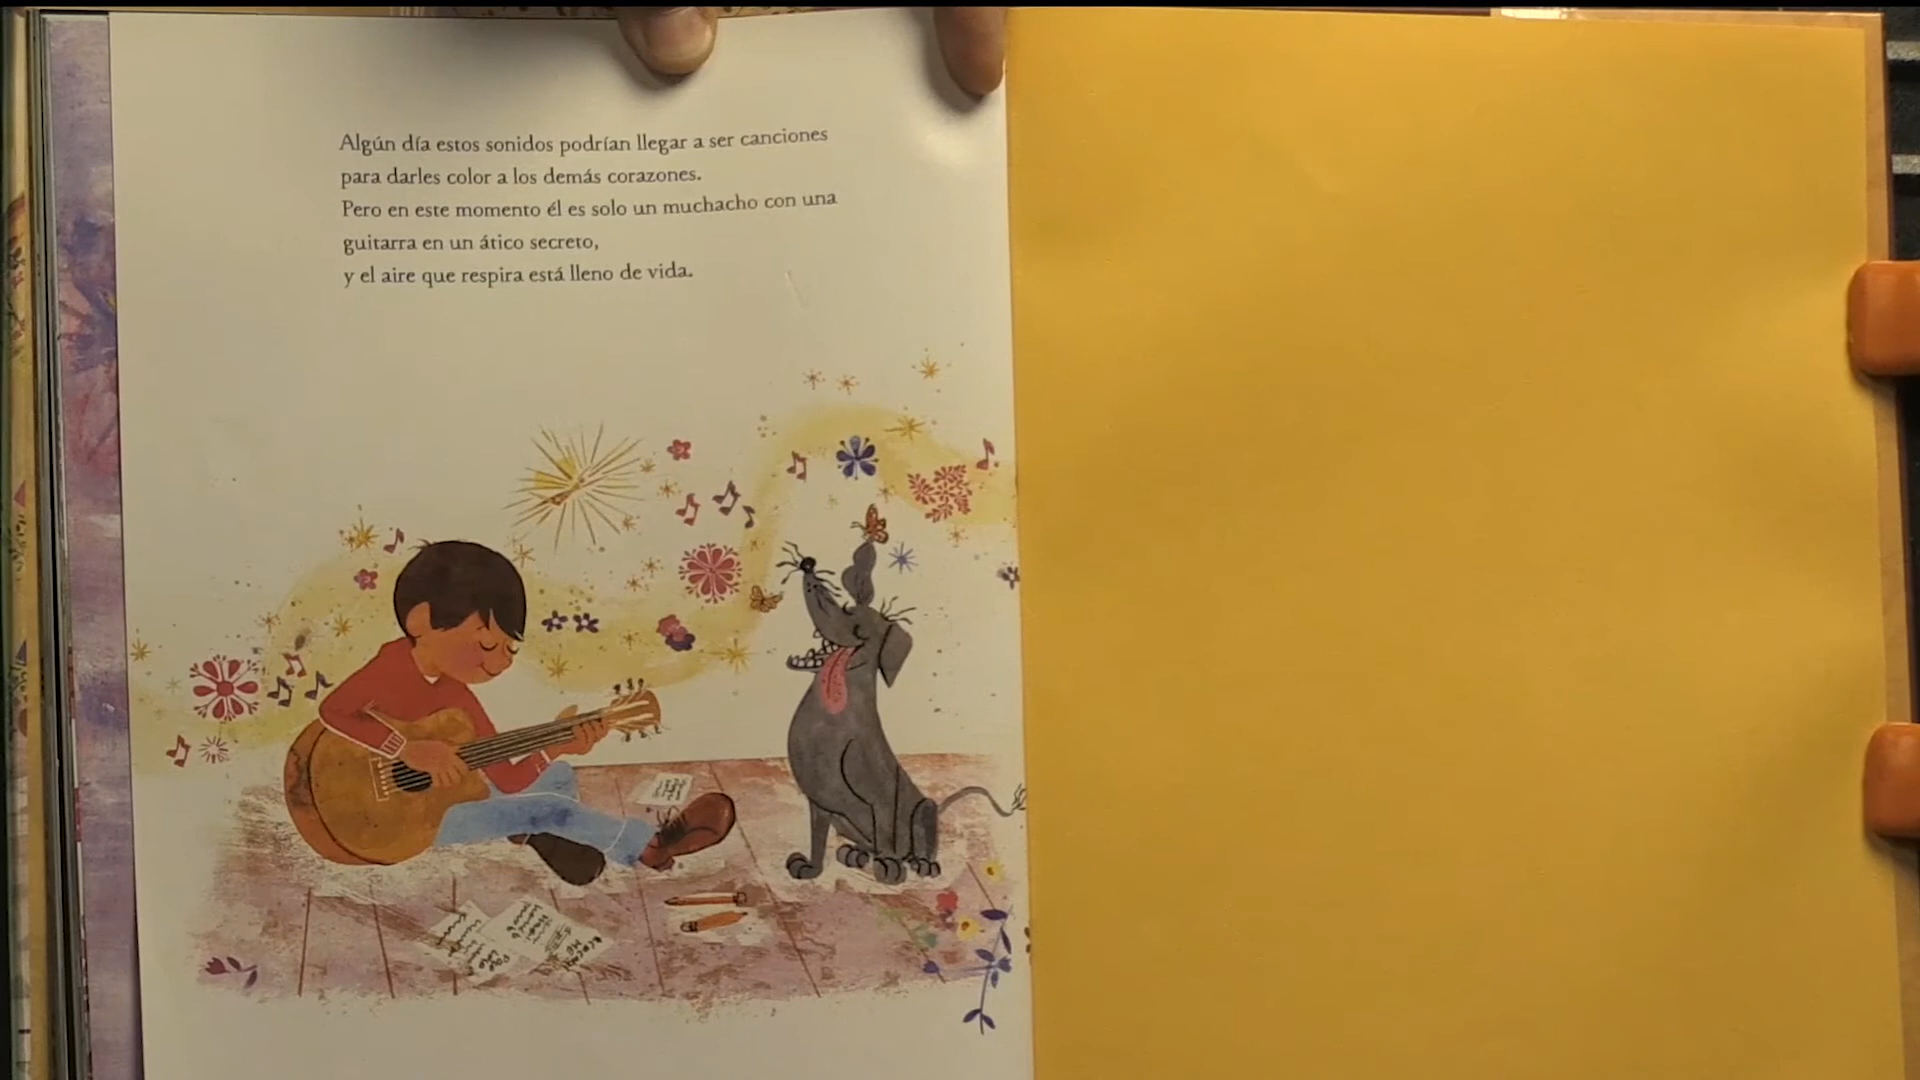 Algún día estos sonidos podrían llegar a ser canciones
para darles color a los demás corazones.
Pero en este momento él es solo un muchacho con una
guitarra en un ático secreto,
y el aire que respira está lleno de vida.